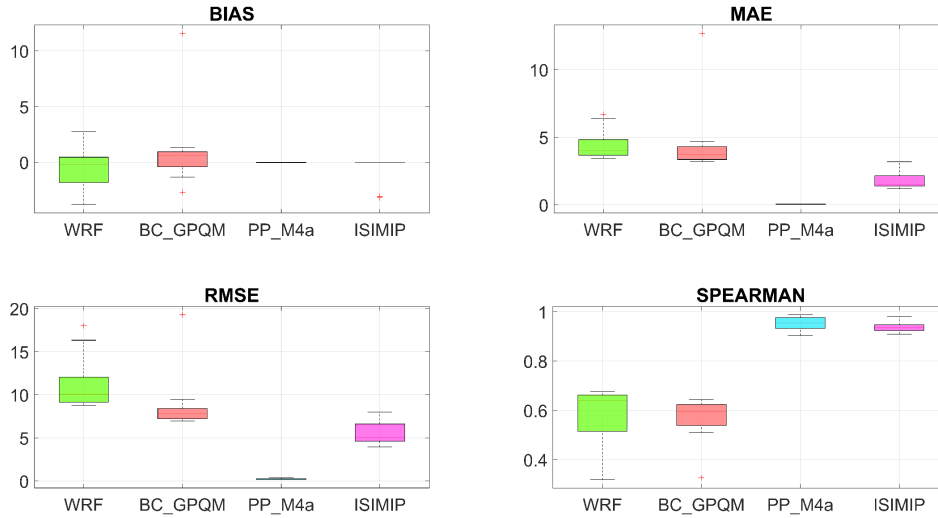 BIAS
10
5
0
WRF BC_GPQM PP_M4a ISIMIP
MAE
10
5
0
WRF BC_GPQM PP_M4a ISIMIP
RMSE
20
15
10
5
0
WRF BC_GPQM PP_M4a ISIMIP
SPEARMAN
1
0.8
0.6
0.4
WRF BC_GPQM PP_M4a ISIMIP